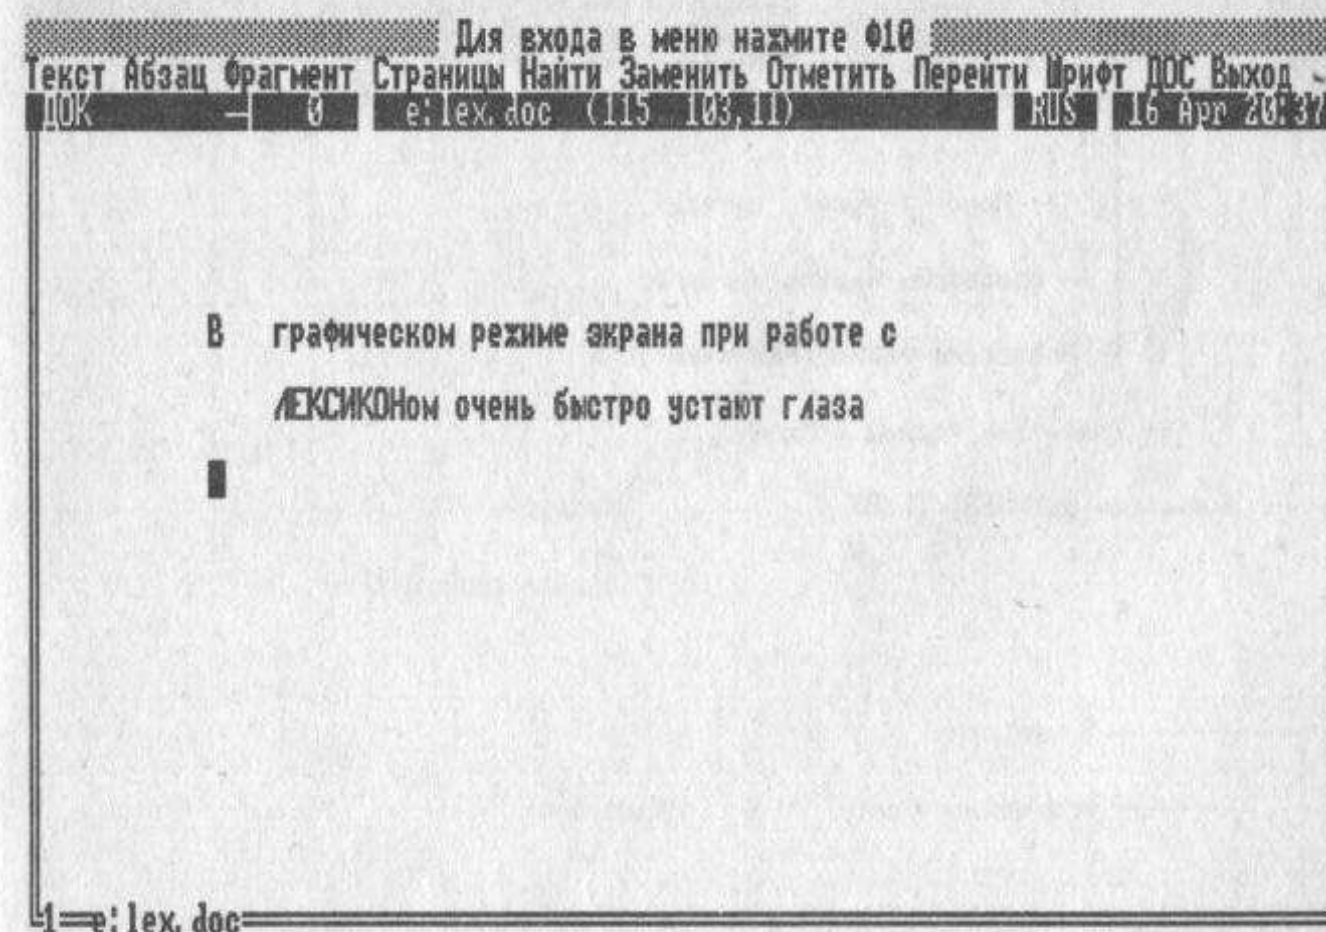 Для входа в меню нажмите Ф10
Текст Абзац Фрагмент Страницы Найти Заменить Отметить Перейти Шрифт ДОС Выход
ДОК 0 e:lex.doc (115 103,11) RUS 16 Apr 20:37
В графическом режиме экрана при работе с
ЛЕКСИКОНом очень быстро устают глаза
1 e:lex.doc